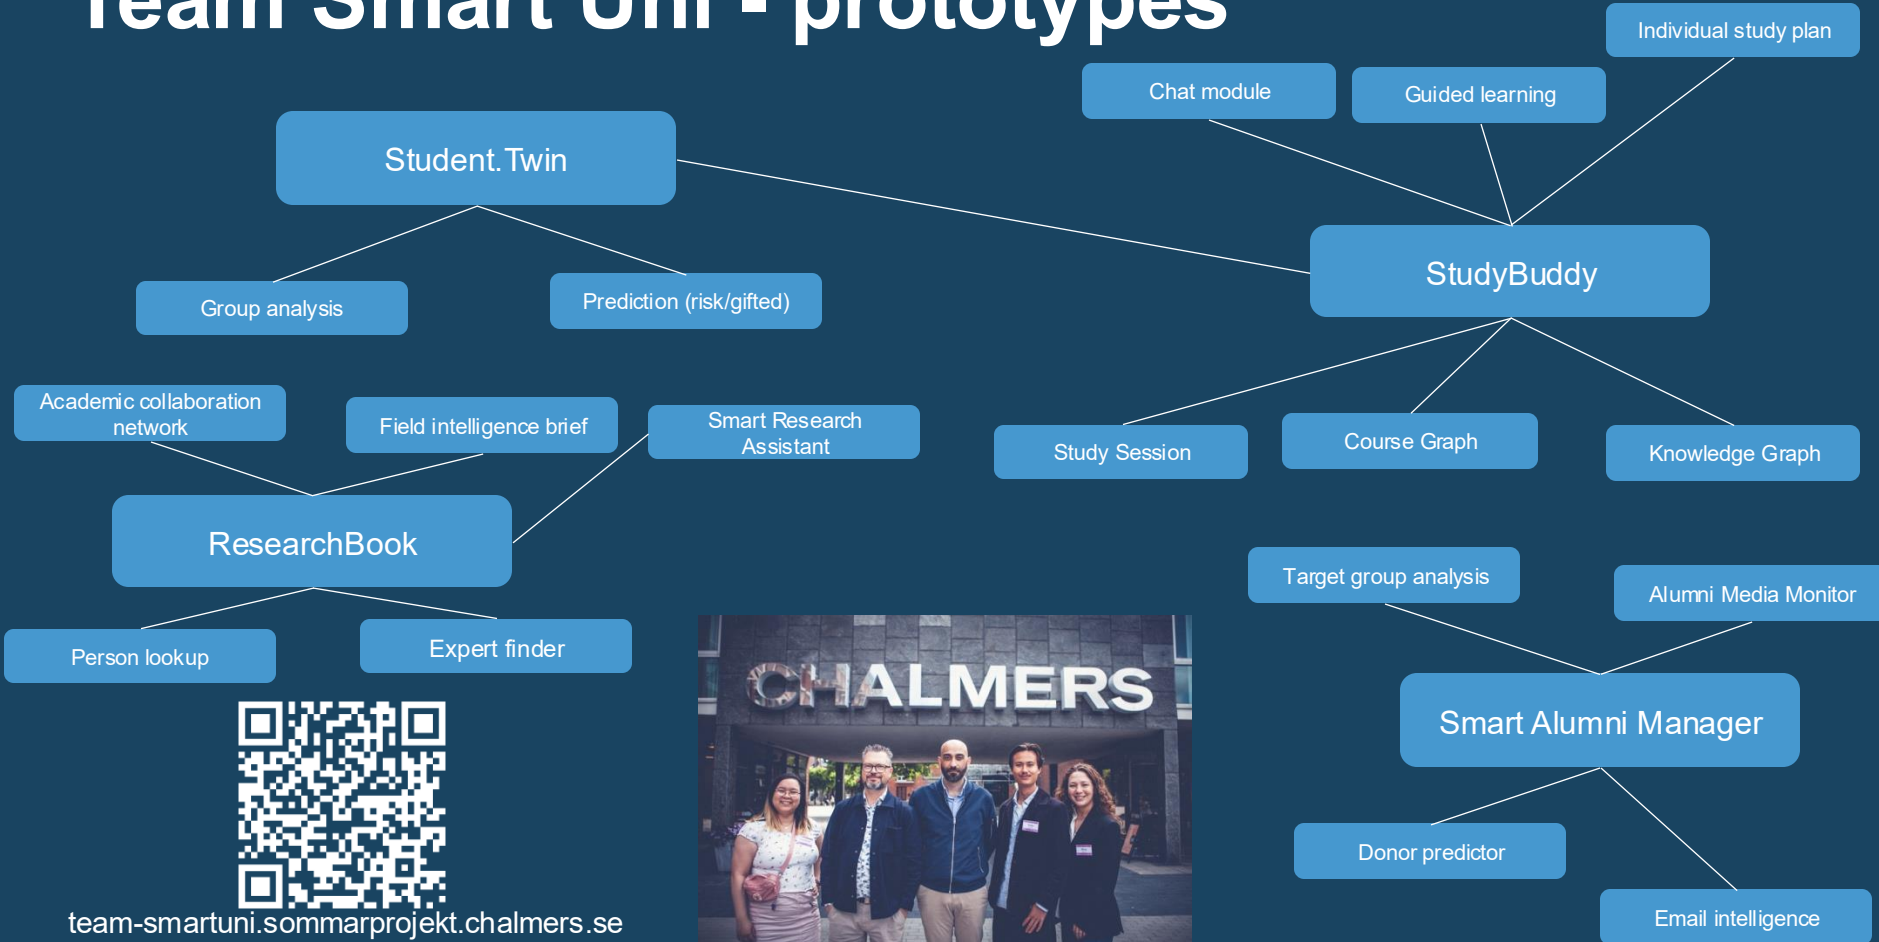 Team Smart Uni - prototypes
Individual study plan
Chat module
Guided learning
Student.Twin
StudyBuddy
Group analysis
Prediction (risk/gifted)
Academic collaboration
network
Field intelligence brief
Smart Research
Assistant
Study Session
Course Graph
Knowledge Graph
ResearchBook
Target group analysis
Alumni Media Monitor
Person lookup
Expert finder
CHALMERS
Smart Alumni Manager
Donor predictor
Email intelligence
team-smartuni.sommarprojekt.chalmers.se